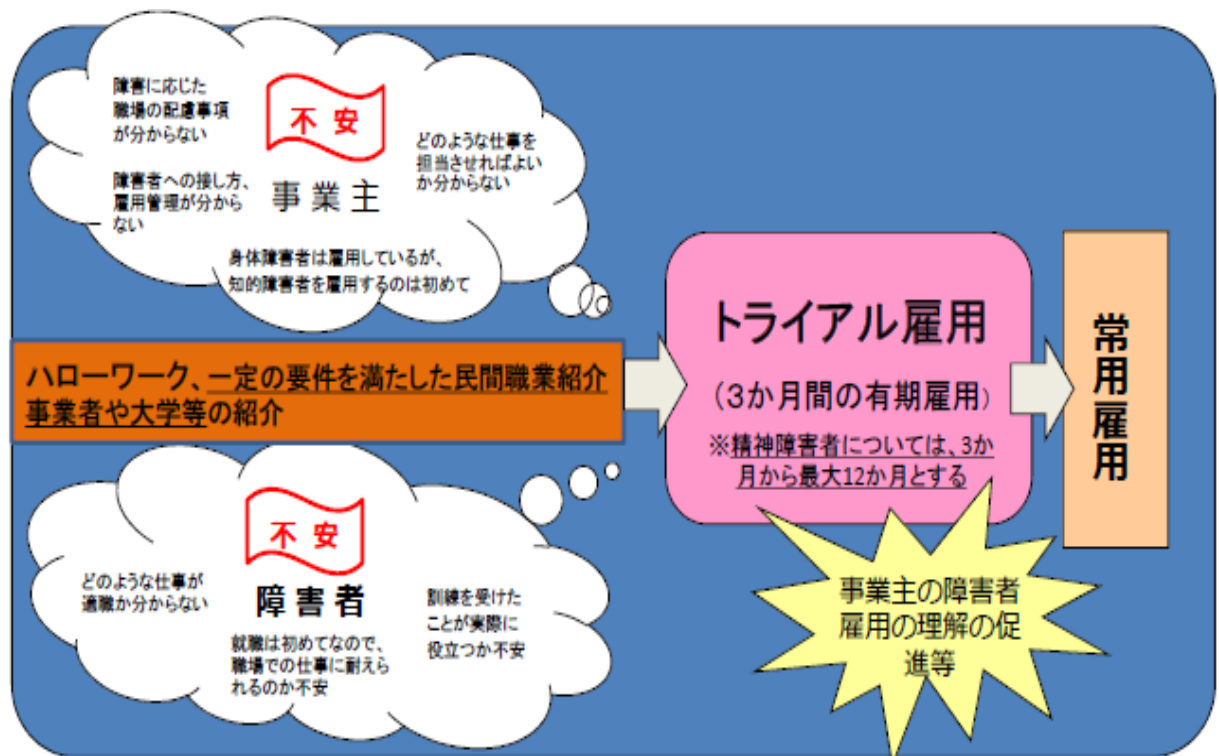 障害に応じた
職場の配慮事項
が分からない
不安
どのような仕事を
担当させればよい
か分からない
障害者への接し方、
雇用管理が分から
ない
事業主
身体障害者は雇用しているが、
知的障害者を雇用するのは初めて
ハローワーク、一定の要件を満たした民間職業紹介
事業者や大学等の紹介
トライアル雇用
（３か月間の有期雇用）
※精神障害者については、3か
月から最大12か月とする
常用雇用
不安
どのような仕事が
適職か分からない
障害者
訓練を受けた
ことが実際に
役立つか不安
就職は初めてなので、
職場での仕事に耐えら
れるのか不安
事業主の障害者
雇用の理解の促
進等